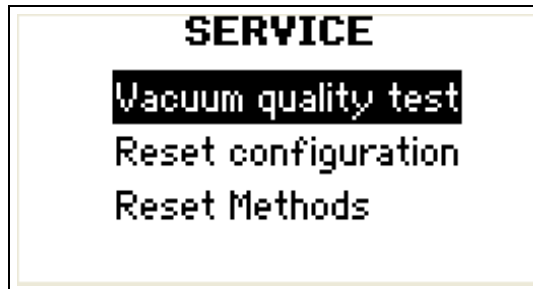 SERVICE
Vacuum quality test
Reset configuration
Reset Methods